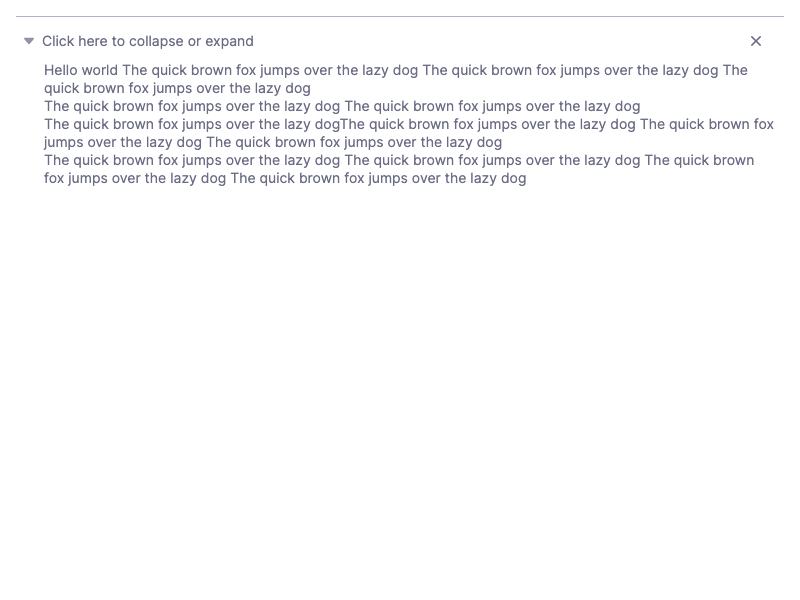 Click here to collapse or expand
Hello world The quick brown fox jumps over the lazy dog The quick brown fox jumps over the lazy dog The
quick brown fox jumps over the lazy dog
The quick brown fox jumps over the lazy dog The quick brown fox jumps over the lazy dog
The quick brown fox jumps over the lazy dogThe quick brown fox jumps over the lazy dog The quick brown fox
jumps over the lazy dog The quick brown fox jumps over the lazy dog
The quick brown fox jumps over the lazy dog The quick brown fox jumps over the lazy dog The quick brown
fox jumps over the lazy dog The quick brown fox jumps over the lazy dog